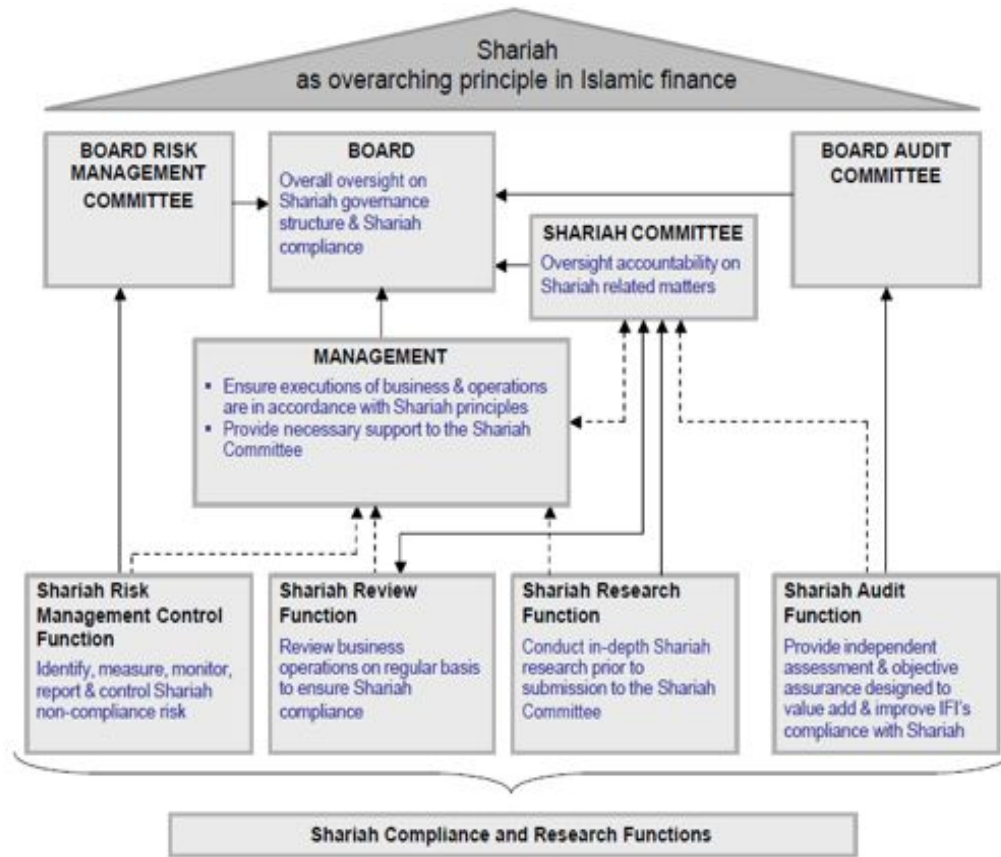 Shariah
as overarching principle in Islamic finance
BOARD RISK
MANAGEMENT
COMMITTEE
BOARD
Overall oversight on
Shariah governance
structure & Shariah
compliance
BOARD AUDIT
COMMITTEE
SHARIAH COMMITTEE
Oversight accountability on
Shariah related matters
MANAGEMENT
▪ Ensure executions of business & operations
are in accordance with Shariah principles
▪ Provide necessary support to the Shariah
Committee
Shariah Risk
Management Control
Function
Identify, measure, monitor,
report & control Shariah
non-compliance risk
Shariah Review
Function
Review business
operations on regular basis
to ensure Shariah
compliance
Shariah Research
Function
Conduct in-depth Shariah
research prior to
submission to the Shariah
Committee
Shariah Audit
Function
Provide independent
assessment & objective
assurance designed to
value add & improve IFI's
compliance with Shariah
Shariah Compliance and Research Functions